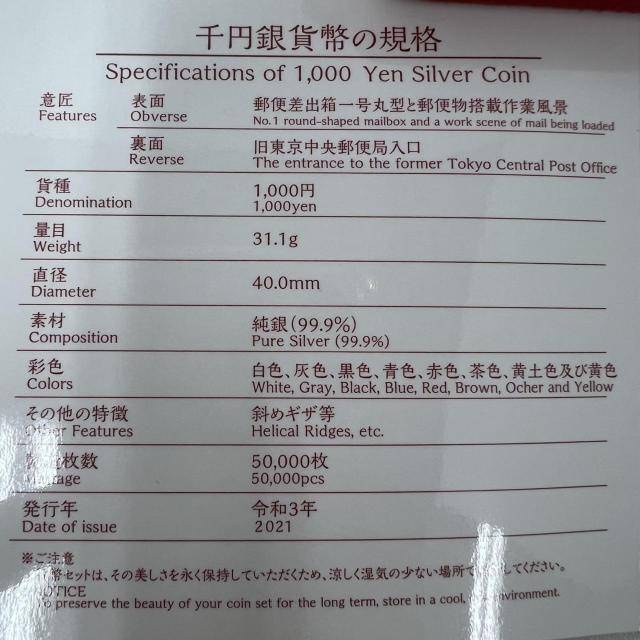 千円銀貨幣の規格
Specifications of 1,000 Yen Silver Coin
意匠 表面 郵便差出箱一号丸型と郵便物搭載作業風景
Features Obverse No.1 round-shaped mailbox and a work scene of mail being loaded
裏面 旧東京中央郵便局入口
Reverse The entrance to the former Tokyo Central Post Office
貨種 1,000円
Denomination 1,000yen
量目 31.1g
Weight
直径 40.0mm
Diameter
素材 純銀(99.9%)
Composition Pure Silver (99.9%)
彩色 白色、灰色、黒色、青色、赤色、茶色、黄土色及び黄色
Colors White, Gray, Black, Blue, Red, Brown, Ocher and Yellow
その他の特徴 斜めギザ等
Other Features Helical Ridges, etc.
枚数 50,000枚
50,000pcs
発行年 令和3年
Date of issue 2021
※ご注意
セットは、その美しさを永く保持していただくため、涼しく湿気の少ない場所で してください。
NOTICE
To preserve the beauty of your coin set for the long term, store in a cool, environment.